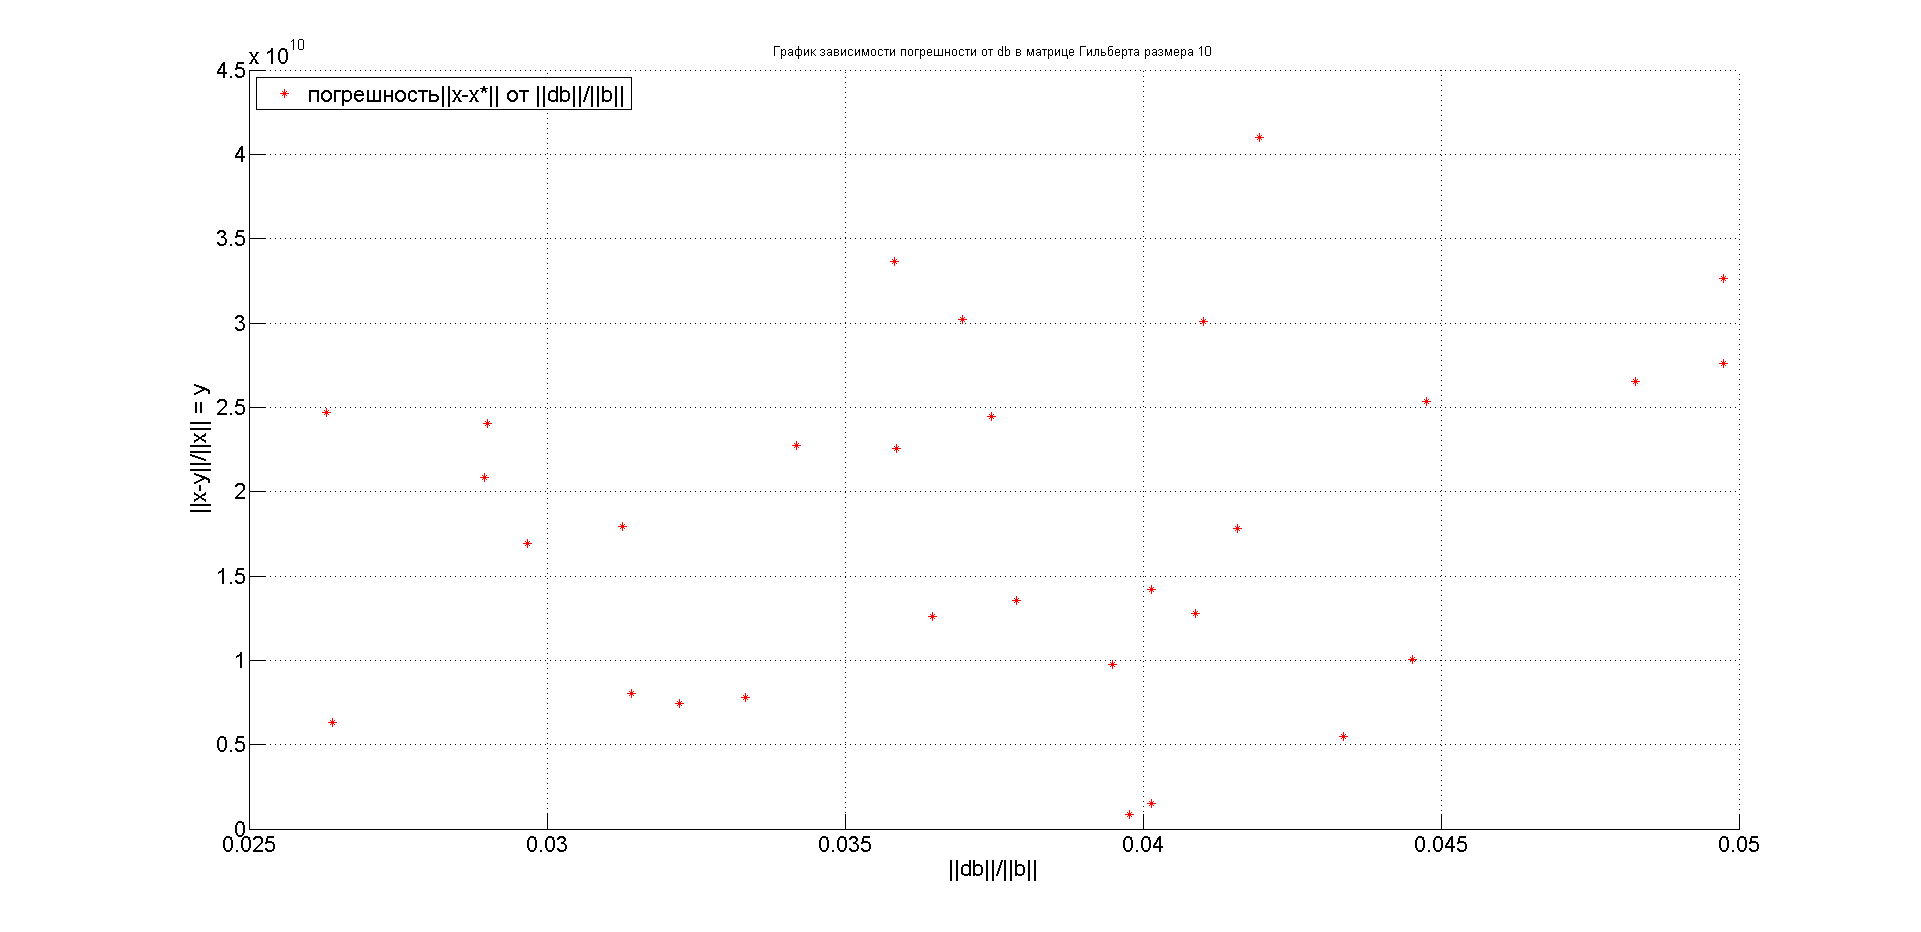 График зависимости погрешности от db в матрице Гильберта размера 10
x 10^10
4.5
погрешность||x-x*|| от ||db||/||b||
4
3.5
3
2.5
2
1.5
1
0.5
0
||x-y||/||x|| = y
0.025 0.03 0.035 0.04 0.045 0.05
||db||/||b||